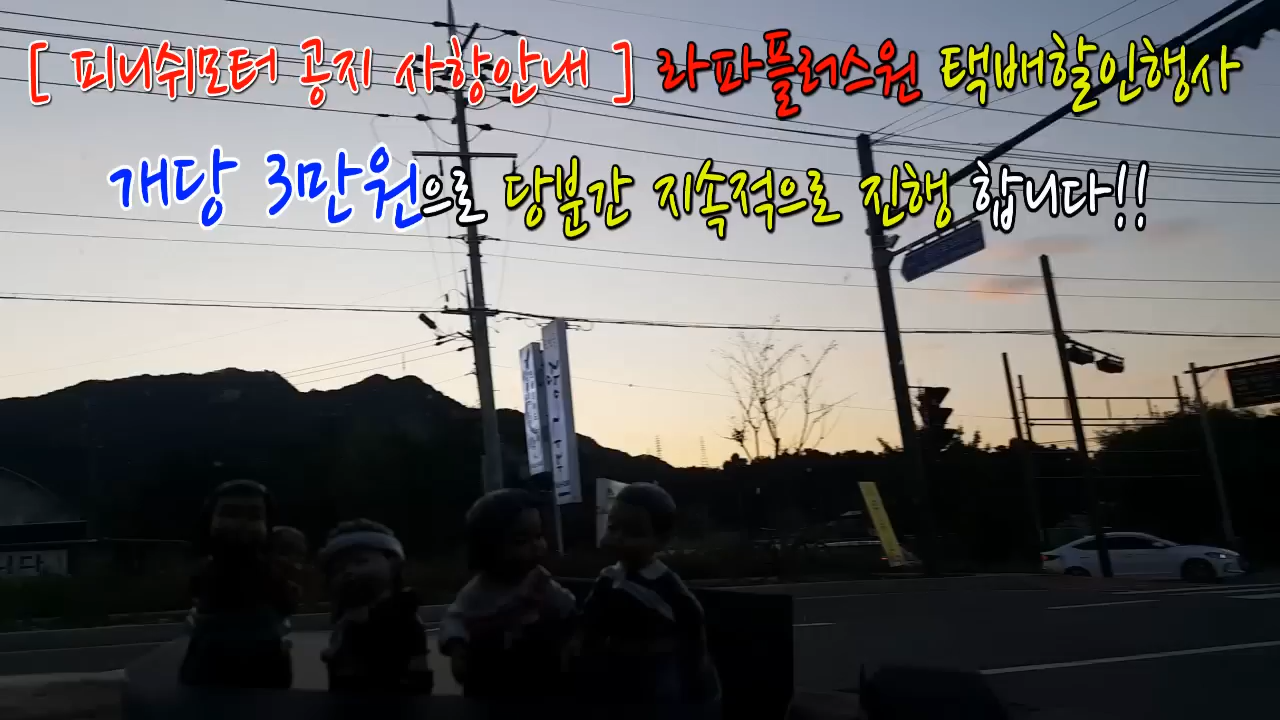 [ 피니쉬모터 공지 사항안내 ] 라파플러스원 택배할인행사
개당 3만원으로 당분간 지속적으로 진행 합니다!!
니다